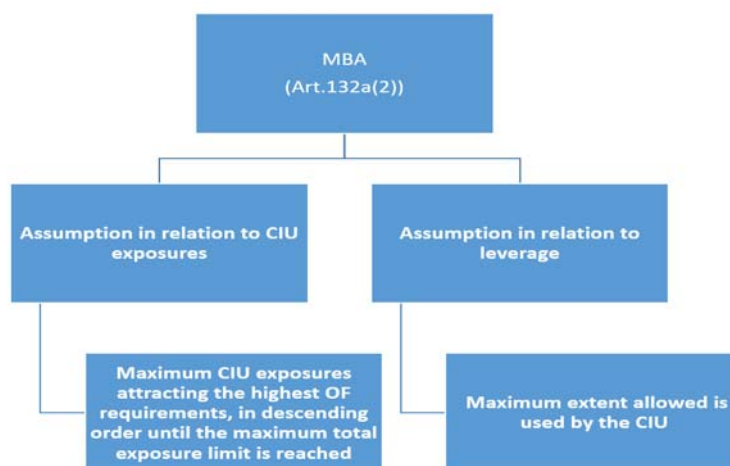 MBA
(Art.132a(2))
Assumption in relation to CIU
exposures
Assumption in relation to
leverage
Maximum CIU exposures
attracting the highest OF
requirements, in descending
order until the maximum total
exposure limit is reached
Maximum extent allowed is
used by the CIU